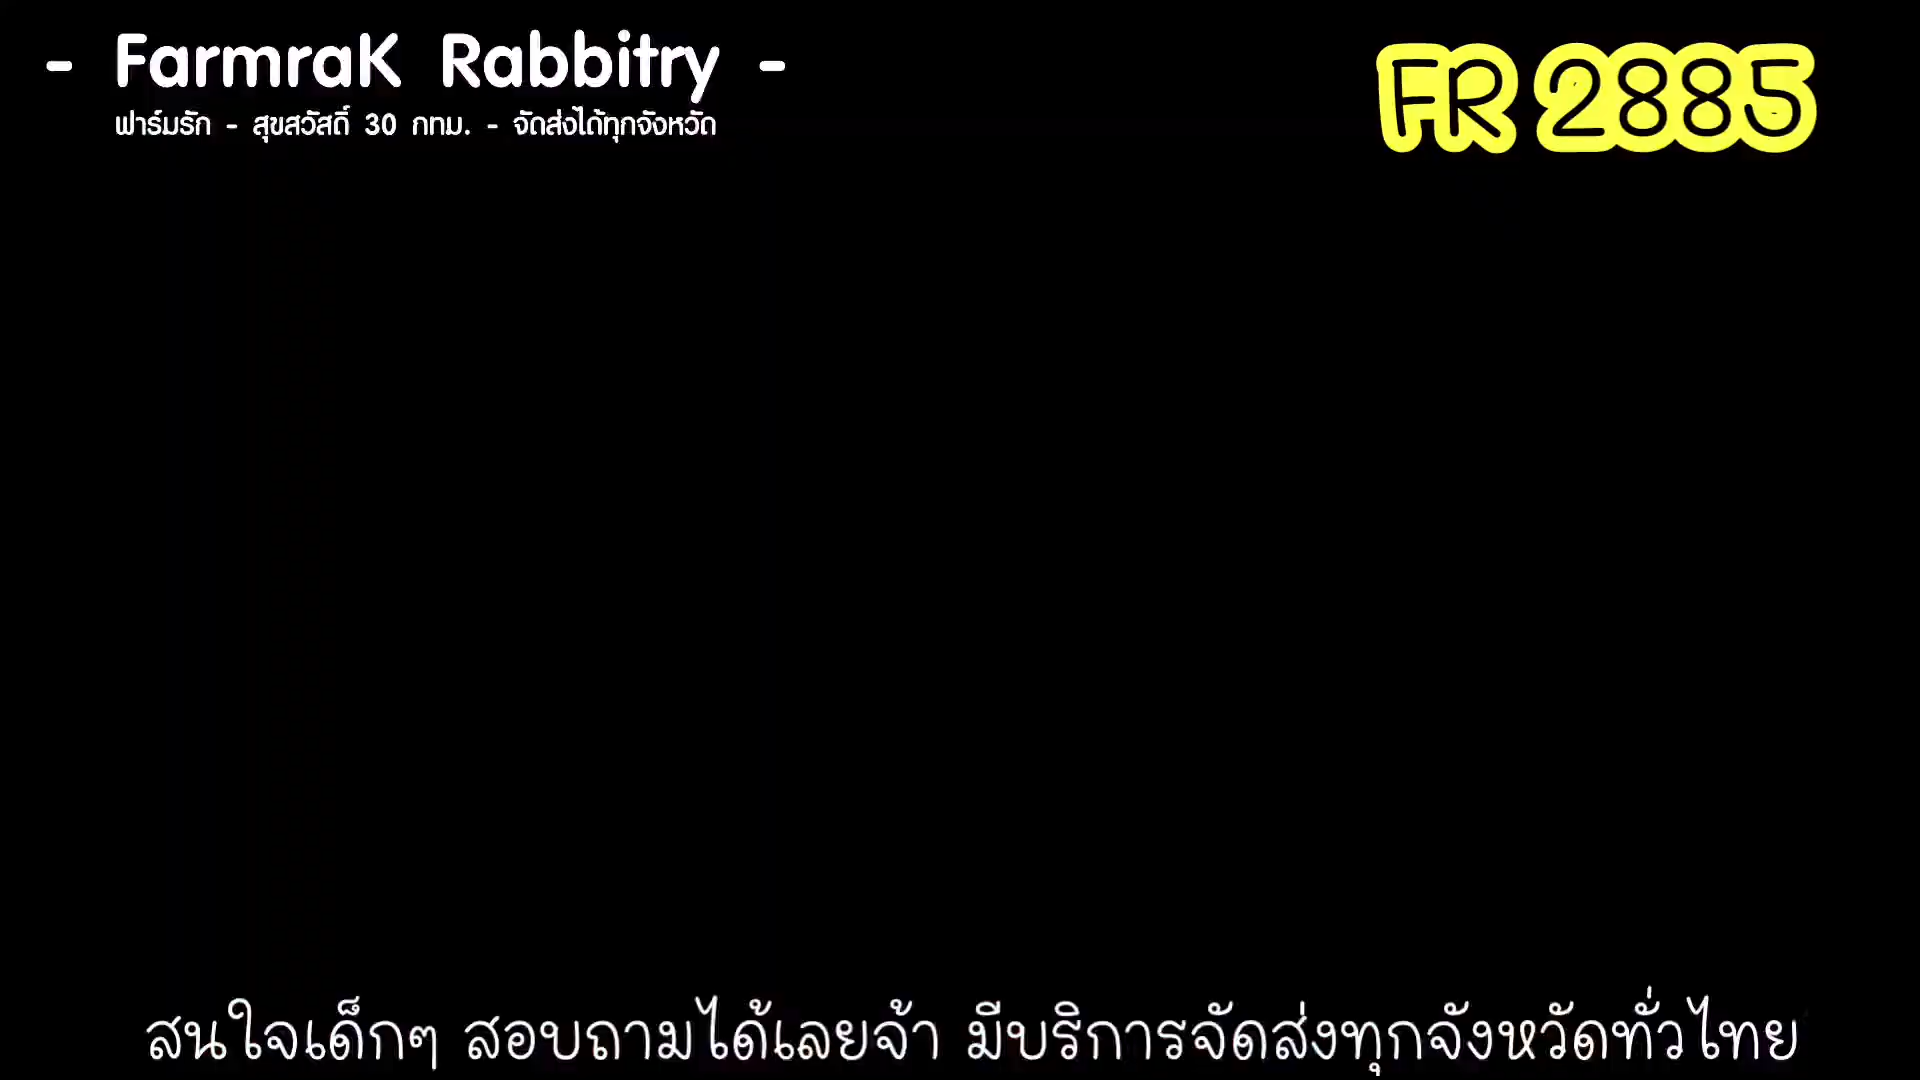 - FarmraK Rabbitry -
ฟาร์มรัก - สุขสวัสดิ์ 30 กทม. - จัดส่งได้ทุกจังหวัด
FR 2885
สนใจเด็กๆ สอบถามได้เลยจ้า มีบริการจัดส่งทุกจังหวัดทั่วไทย